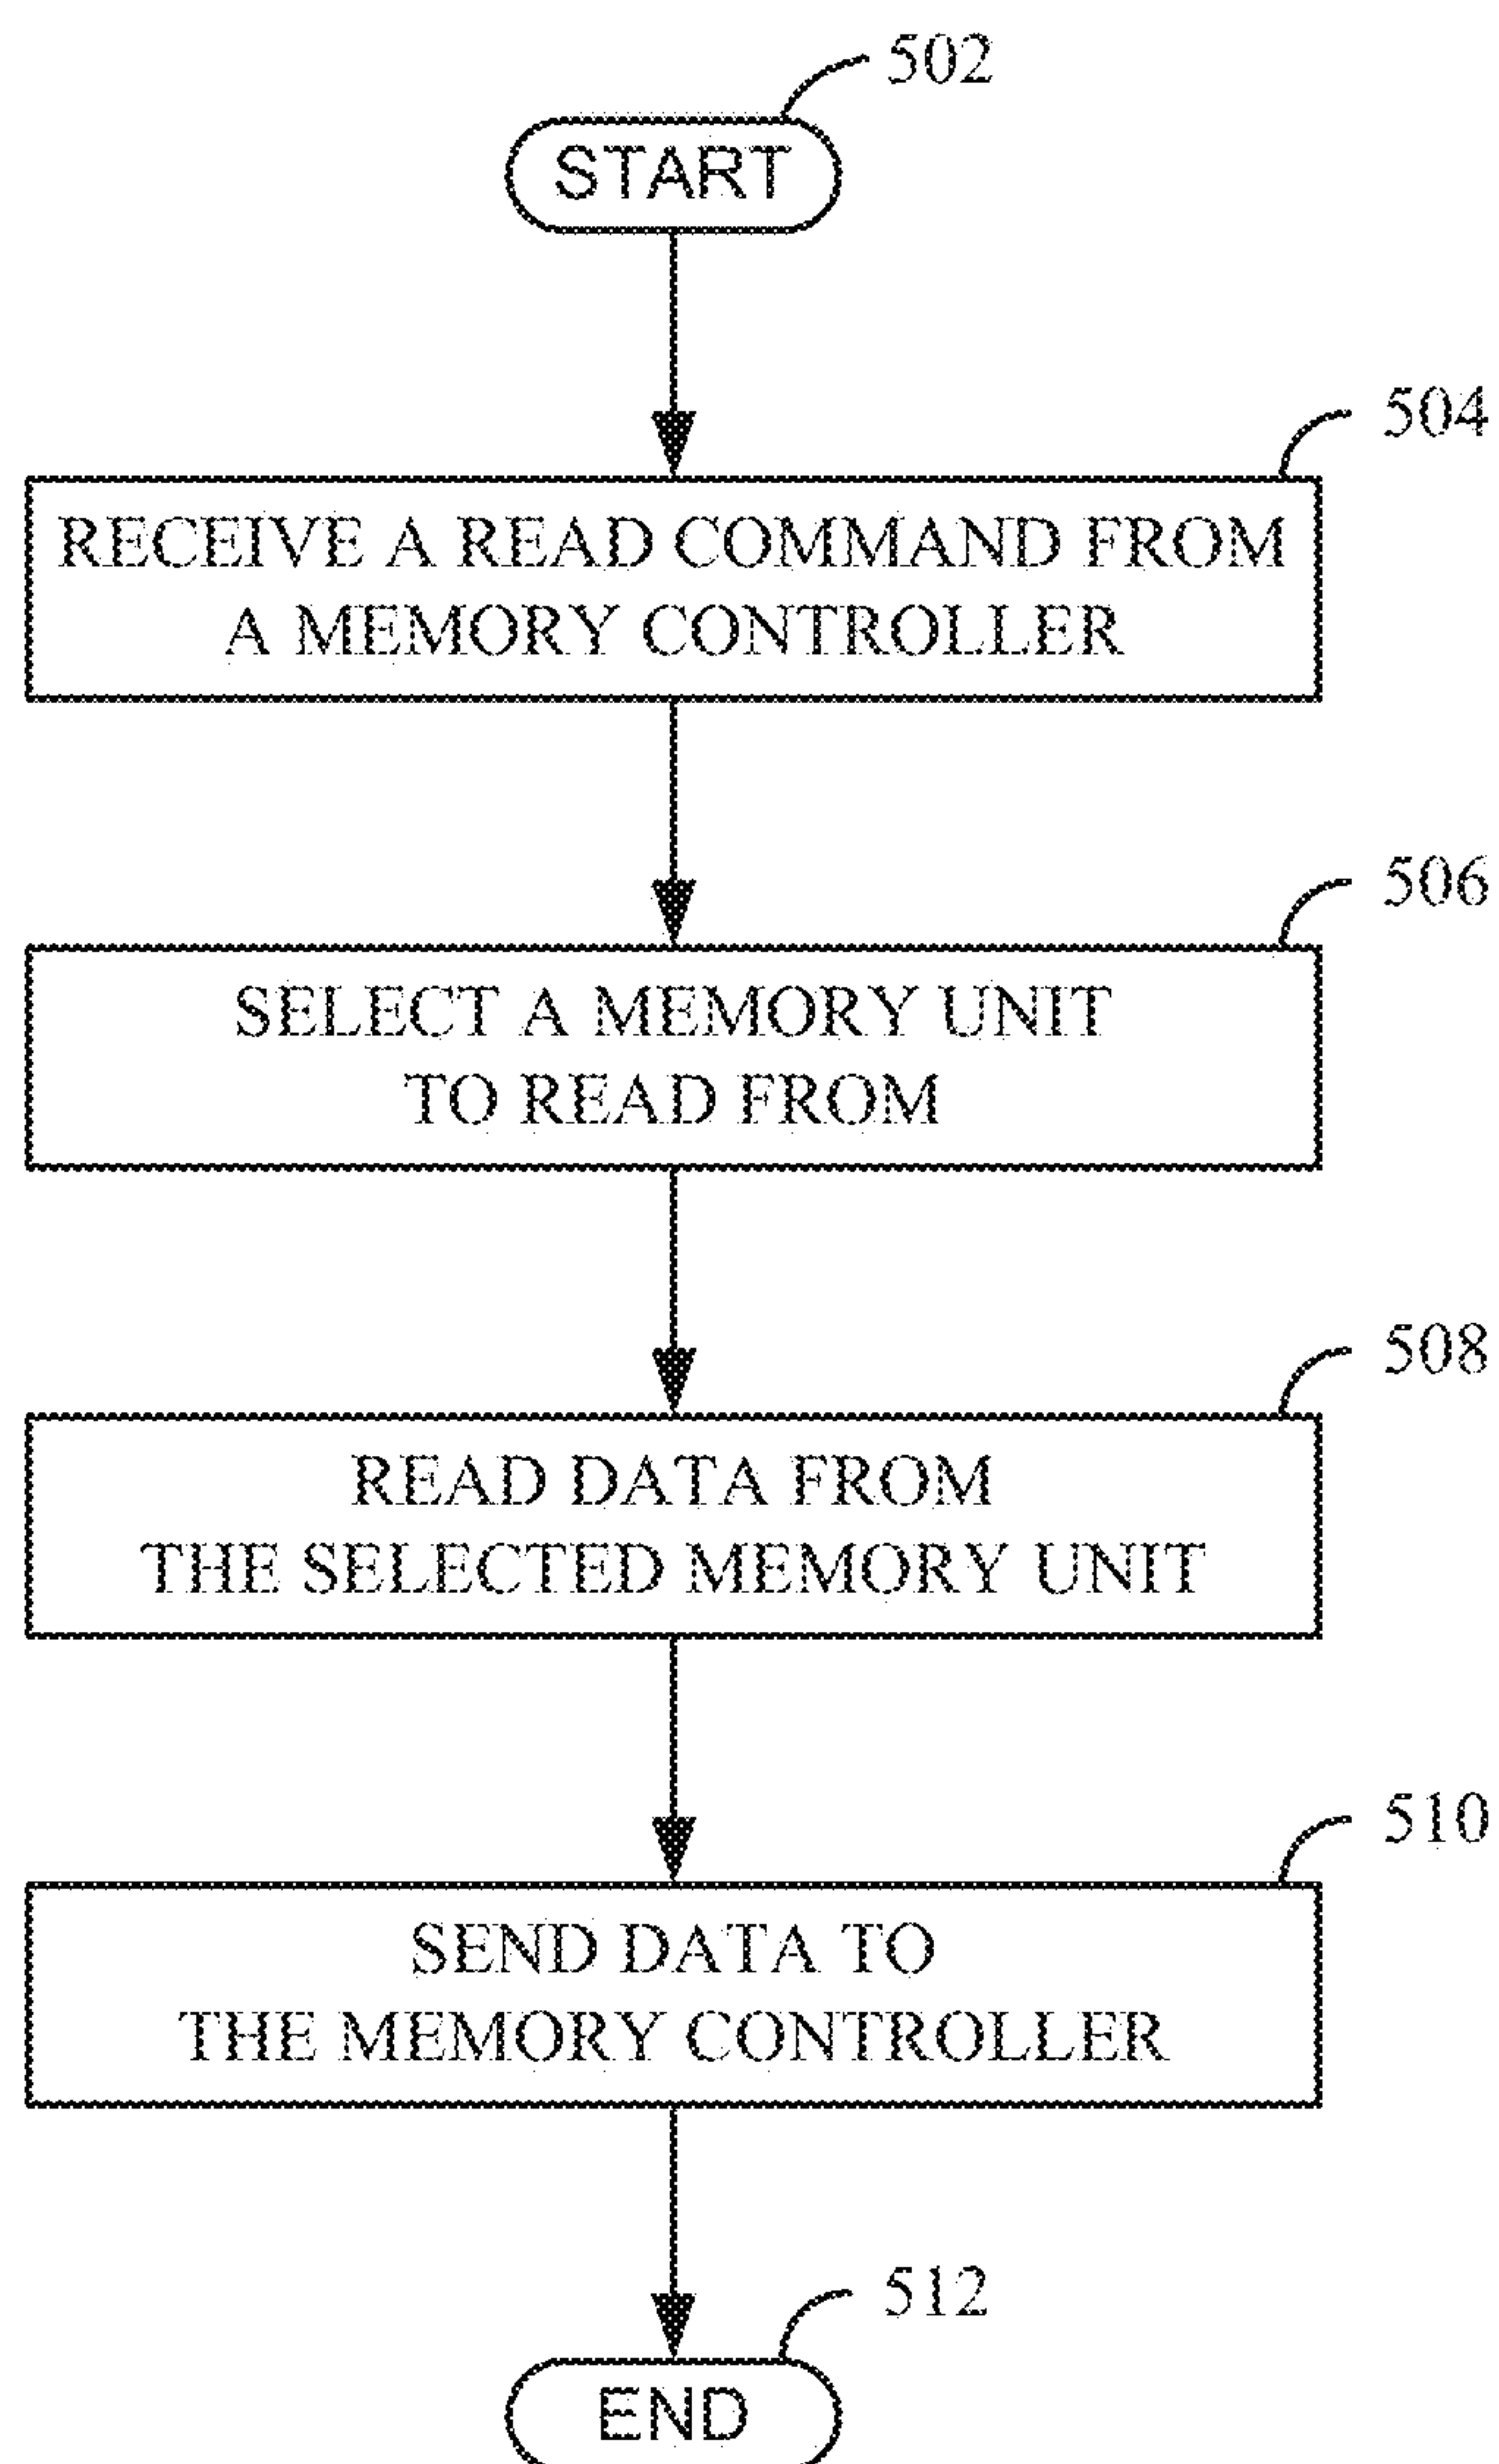 502
START
504
RECEIVE A READ COMMAND FROM
A MEMORY CONTROLLER
506
SELECT A MEMORY UNIT
TO READ FROM
508
READ DATA FROM
THE SELECTED MEMORY UNIT
510
SEND DATA TO
THE MEMORY CONTROLLER
512
END